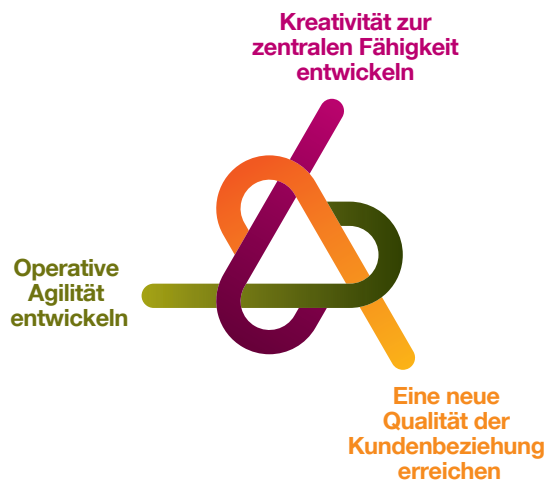 Kreativität zur
zentralen Fähigkeit
entwickeln
Operative
Agilität
entwickeln
Eine neue
Qualität der
Kundenbeziehung
erreichen